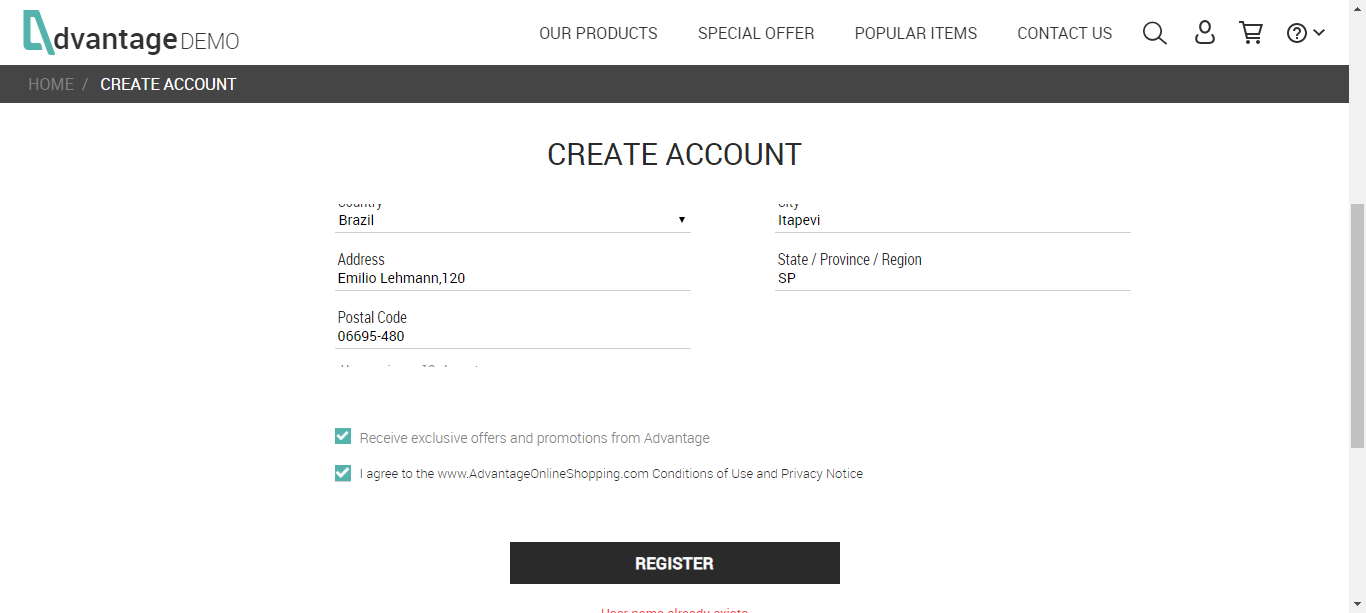 dvantage DEMO
OUR PRODUCTS SPECIAL OFFER POPULAR ITEMS CONTACT US
HOME / CREATE ACCOUNT
CREATE ACCOUNT
Country City
Brazil Itapevi
Address State / Province / Region
Emilio Lehmann,120 SP
Postal Code
06695-480
Receive exclusive offers and promotions from Advantage
I agree to the www.AdvantageOnlineShopping.com Conditions of Use and Privacy Notice
REGISTER
User name already exists